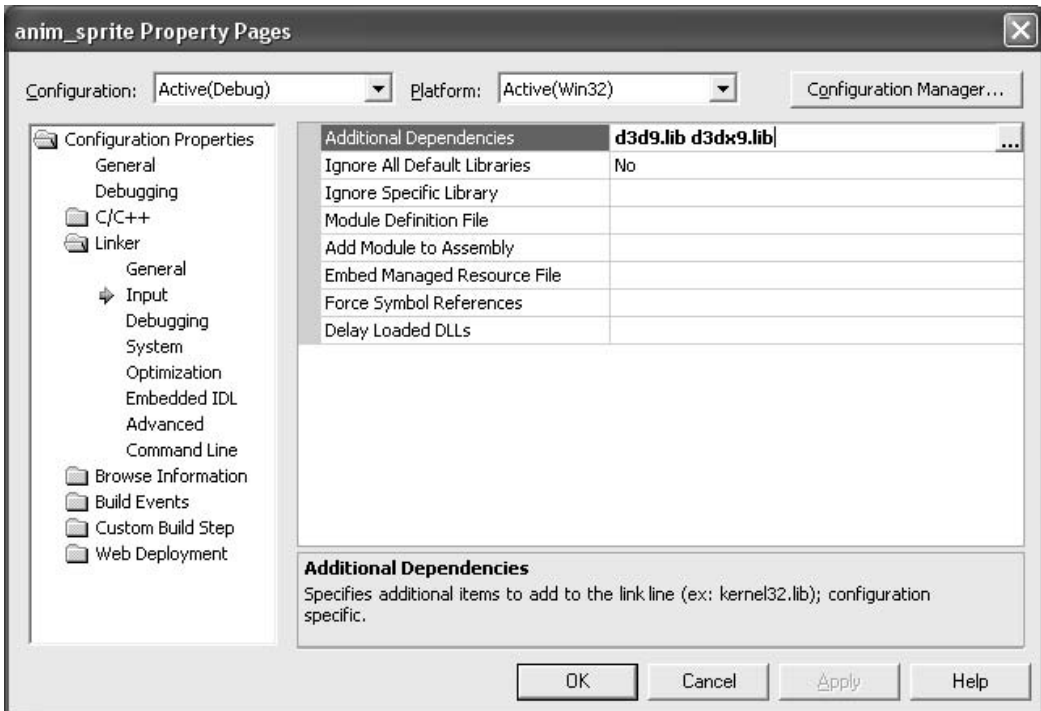 anim_sprite Property Pages
Configuration: Active(Debug) Platform: Active(Win32) Configuration Manager...
Configuration Properties
General
Debugging
C/C++
Linker
General
Input
Debugging
System
Optimization
Embedded IDL
Advanced
Command Line
Browse Information
Build Events
Custom Build Step
Web Deployment
Additional Dependencies d3d9.lib d3dx9.lib ...
Ignore All Default Libraries No
Ignore Specific Library
Module Definition File
Add Module to Assembly
Embed Managed Resource File
Force Symbol References
Delay Loaded DLLs
Additional Dependencies
Specifies additional items to add to the link line (ex: kernel32.lib); configuration
specific.
OK Cancel Apply Help